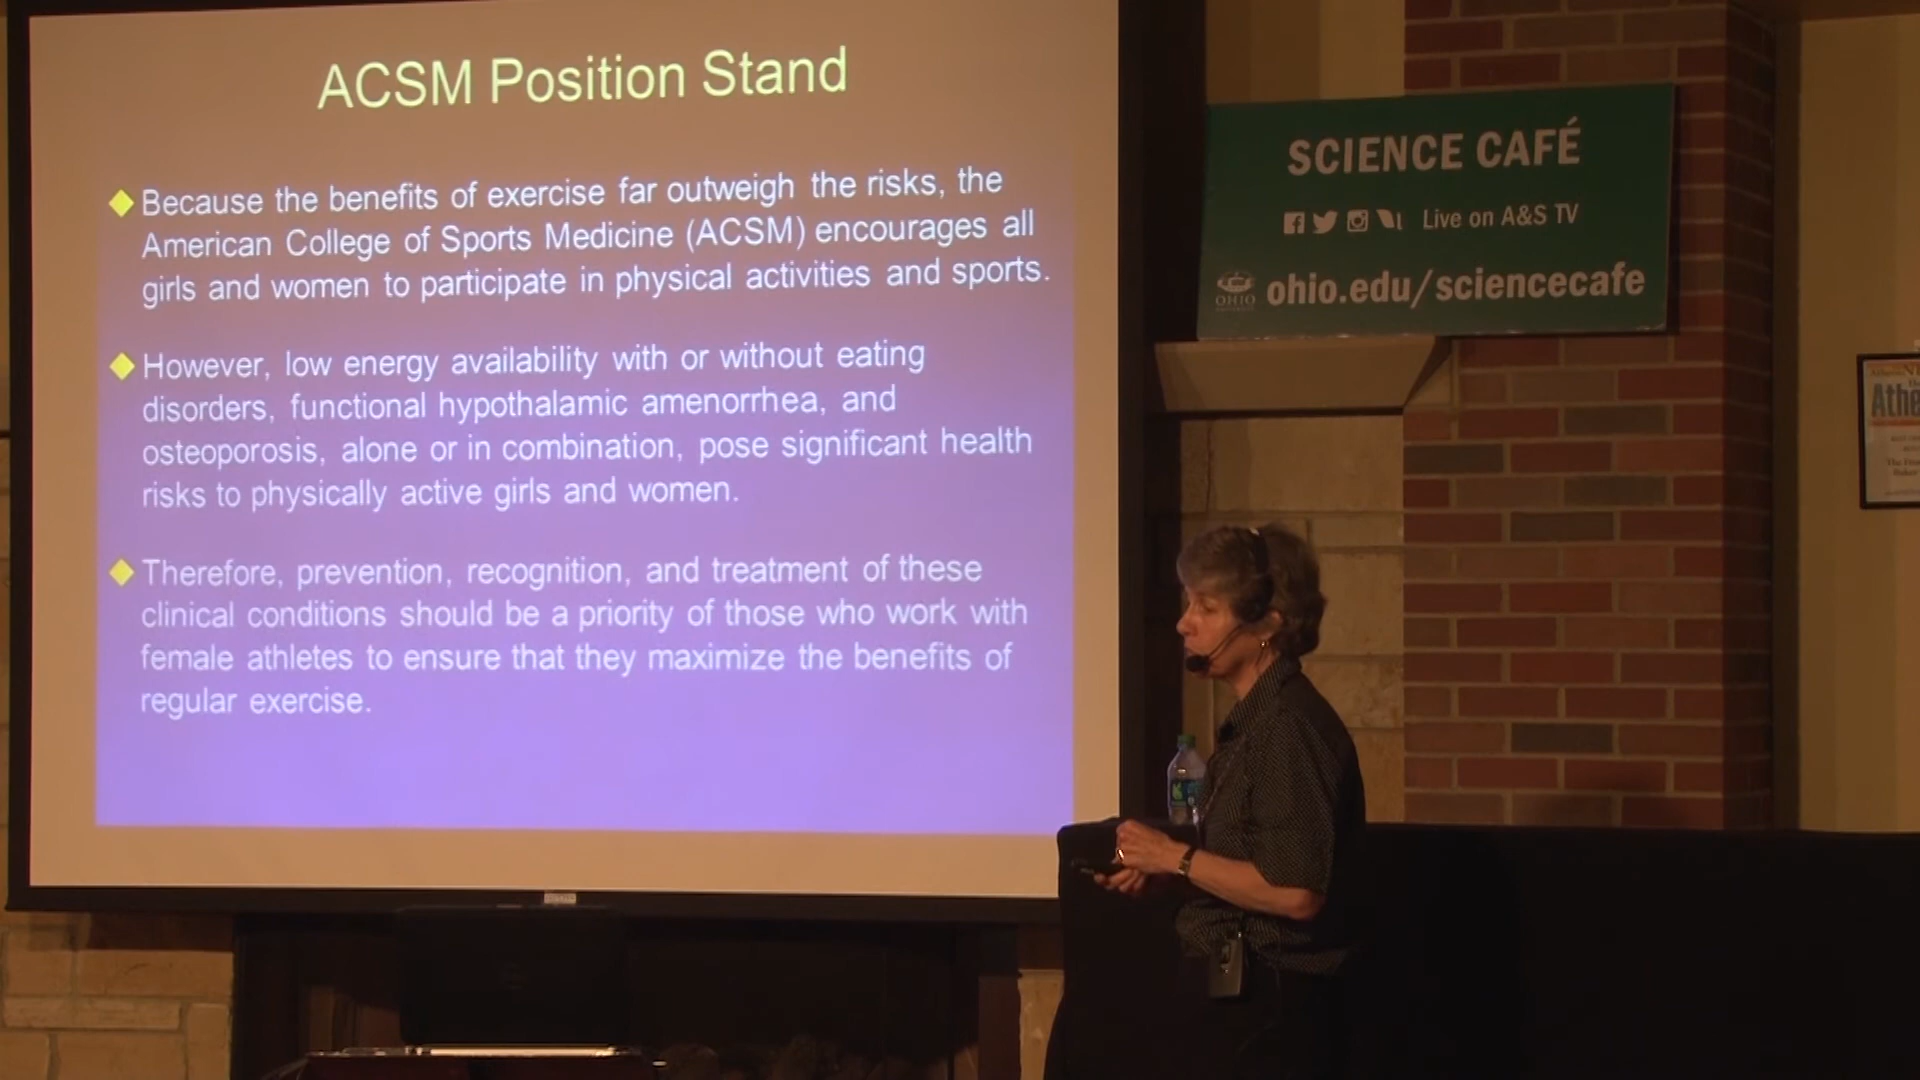 ACSM Position Stand
Because the benefits of exercise far outweigh the risks, the
American College of Sports Medicine (ACSM) encourages all
girls and women to participate in physical activities and sports.
However, low energy availability with or without eating
disorders, functional hypothalamic amenorrhea, and
osteoporosis, alone or in combination, pose significant health
risks to physically active girls and women.
Therefore, prevention, recognition, and treatment of these
clinical conditions should be a priority of those who work with
female athletes to ensure that they maximize the benefits of
regular exercise.
SCIENCE CAFÉ
Live on A&S TV
OHIO
ohio.edu/sciencecafe
Athe